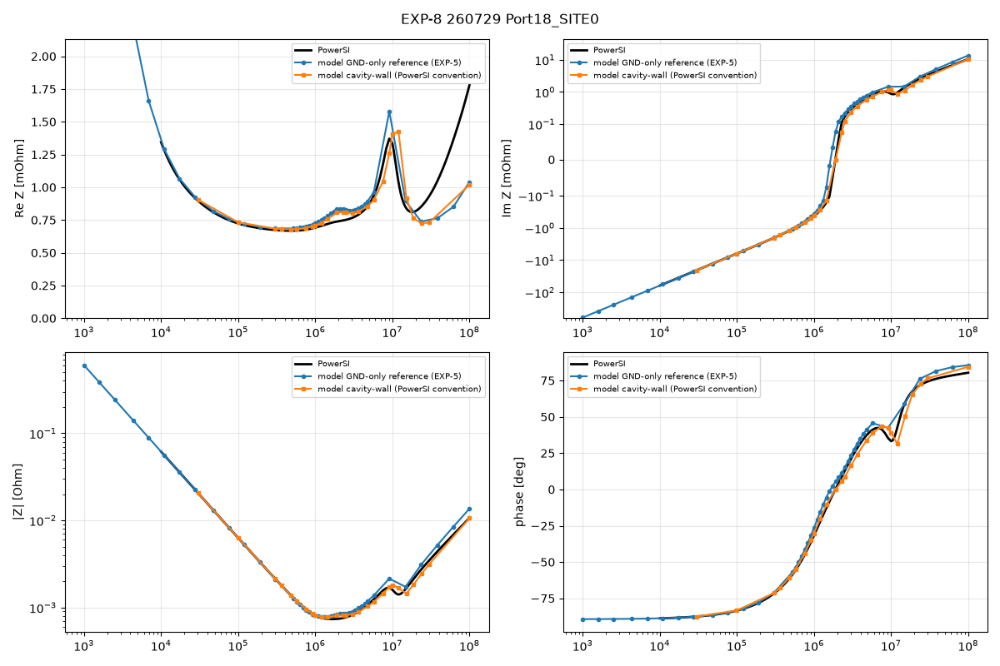 EXP-8 260729 Port18_SITE0
Re Z [mOhm]
2.00
1.75
1.50
1.25
1.00
0.75
0.50
0.25
0.00
10³ 10⁴ 10⁵ 10⁶ 10⁷ 10⁸
PowerSI
model GND-only reference (EXP-5)
model cavity-wall (PowerSI convention)
Im Z [mOhm]
10¹
10⁰
10⁻¹
0
−10⁻¹
−10⁰
−10¹
−10²
10³ 10⁴ 10⁵ 10⁶ 10⁷ 10⁸
PowerSI
model GND-only reference (EXP-5)
model cavity-wall (PowerSI convention)
|Z| [Ohm]
10⁻¹
10⁻²
10⁻³
10³ 10⁴ 10⁵ 10⁶ 10⁷ 10⁸
PowerSI
model GND-only reference (EXP-5)
model cavity-wall (PowerSI convention)
phase [deg]
75
50
25
0
−25
−50
−75
10³ 10⁴ 10⁵ 10⁶ 10⁷ 10⁸
PowerSI
model GND-only reference (EXP-5)
model cavity-wall (PowerSI convention)